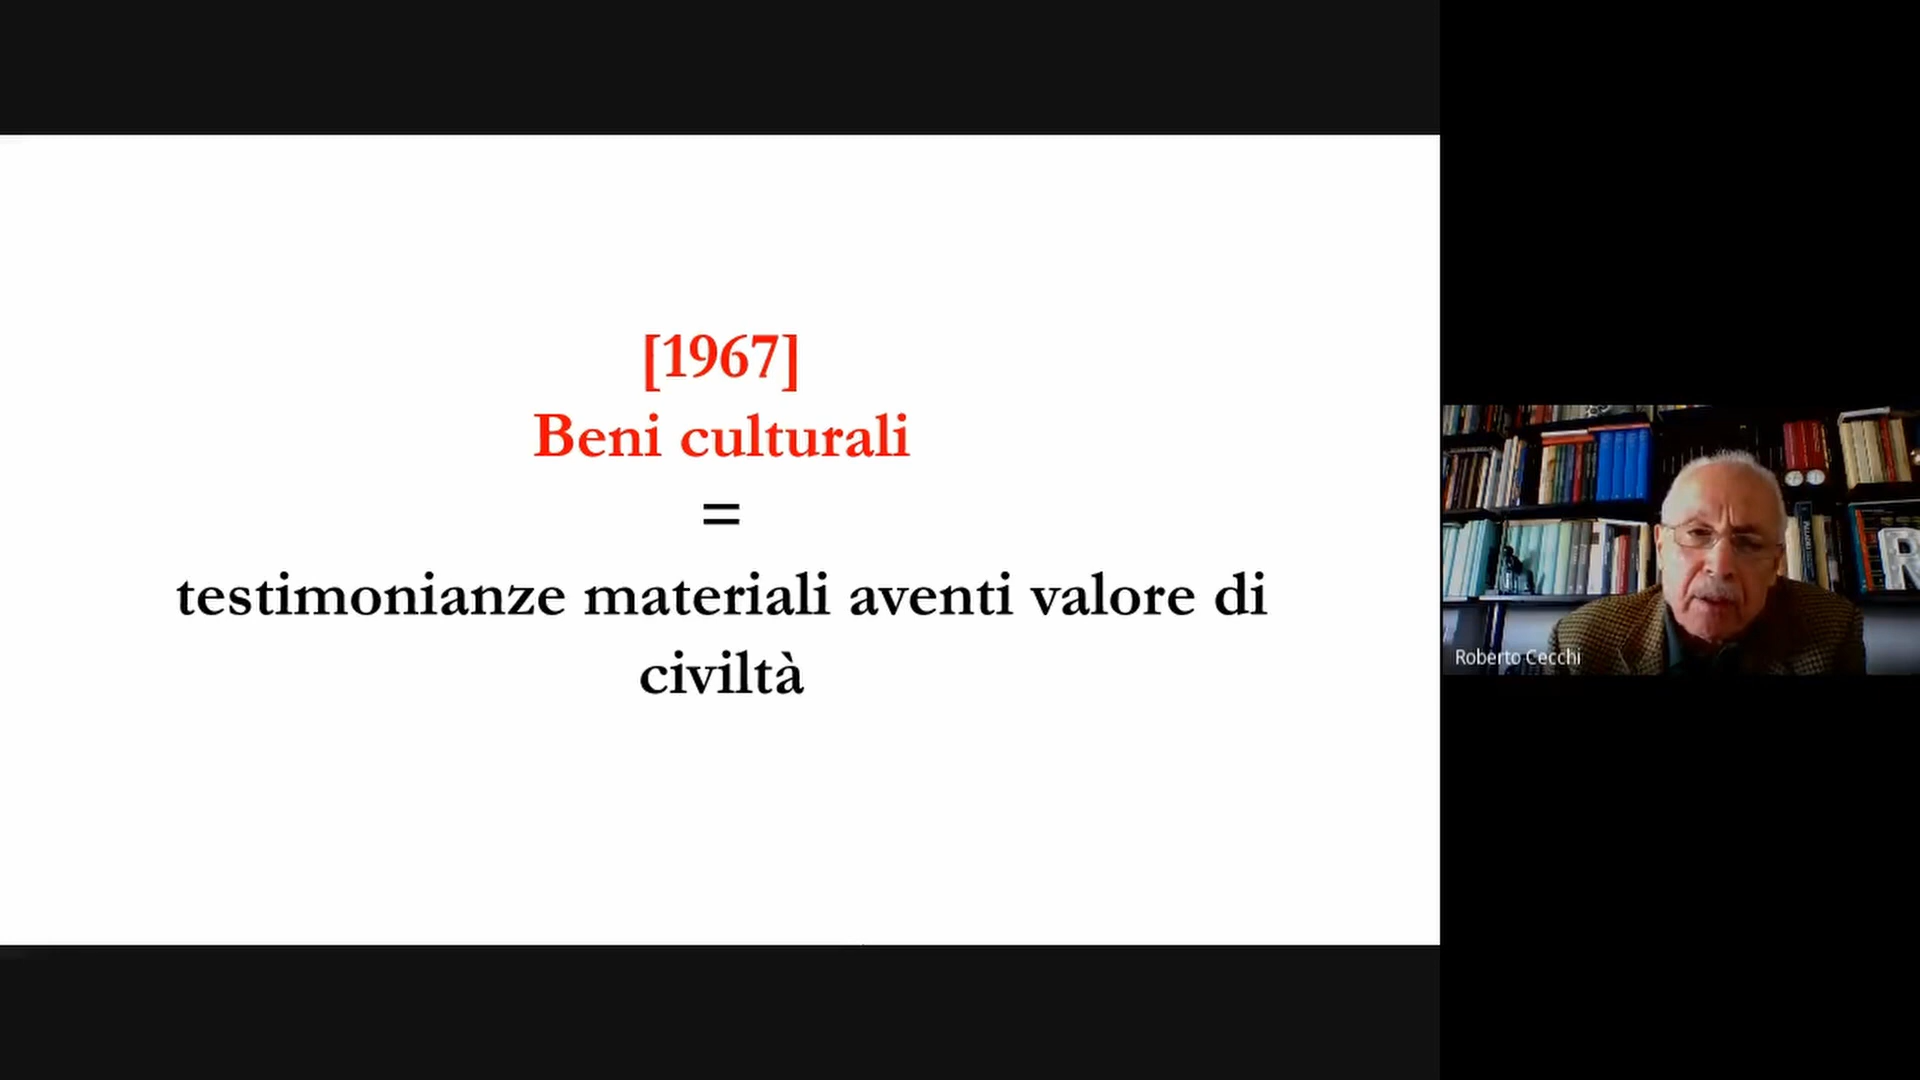 [1967]
Beni culturali
=
testimonianze materiali aventi valore di
civiltà
Roberto Cecchi
R